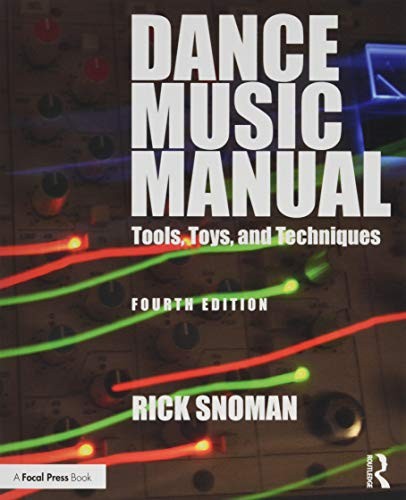 DANCE
MUSIC
MANUAL
Tools, Toys, and Techniques
FOURTH EDITION
RICK SNOMAN
A Focal Press Book
ROUTLEDGE